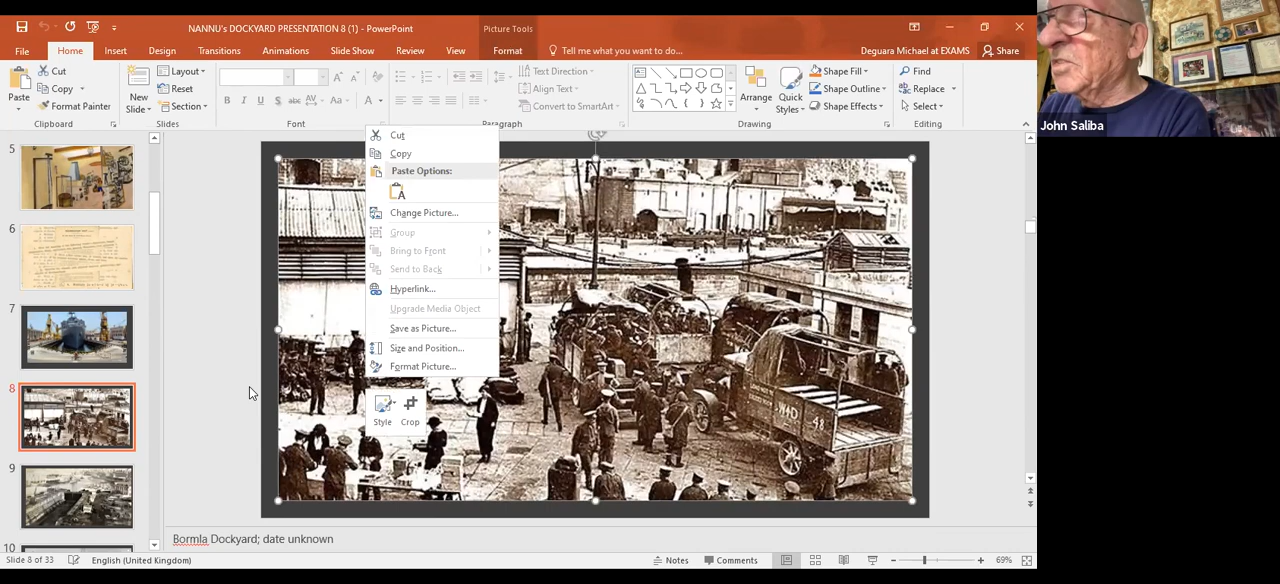 NANNU's DOCKYARD PRESENTATION 8 (1) - PowerPoint
Picture Tools
File
Home
Insert
Design
Transitions
Animations
Slide Show
Review
View
Format
Tell me what you want to do...
Deguara Michael at EXAMS
Share
Paste
Cut
Copy
Format Painter
Clipboard
New
Slide
Layout
Reset
Section
Slides
B I U S abc AV Aa A
Font
Text Direction
Align Text
Convert to SmartArt
Paragraph
Arrange
Quick
Styles
Shape Fill
Shape Outline
Shape Effects
Drawing
Find
Replace
Select
Editing
John Saliba
5
6
7
8
9
10
Cut
Copy
Paste Options:
Change Picture...
Group
Bring to Front
Send to Back
Hyperlink...
Upgrade Media Object
Save as Picture...
Size and Position...
Format Picture...
Style
Crop
W D
48
Bormla Dockyard; date unknown
Slide 8 of 33
English (United Kingdom)
Notes
Comments
69%